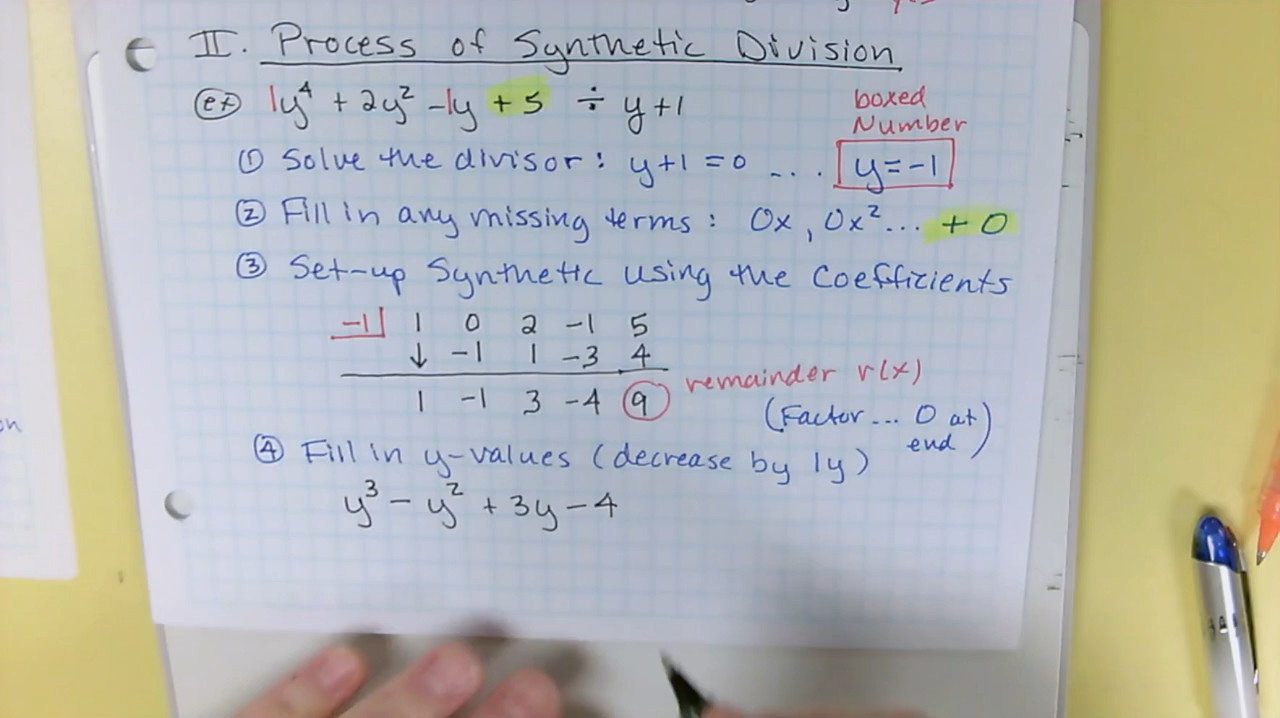 II. Process of Synthetic Division
ex 1y⁴ + 2y² - 1y + 5 ÷ y + 1
boxed
Number
① Solve the divisor: y + 1 = 0 ... y = -1
② Fill in any missing terms: 0x, 0x² ... + 0
③ Set-up Synthetic using the Coefficients
-1 1 0 2 -1 5
↓ -1 1 -3 4
1 -1 3 -4 9
remainder r(x)
(Factor ... 0 at
end)
④ Fill in y-values (decrease by 1y)
y³ - y² + 3y - 4